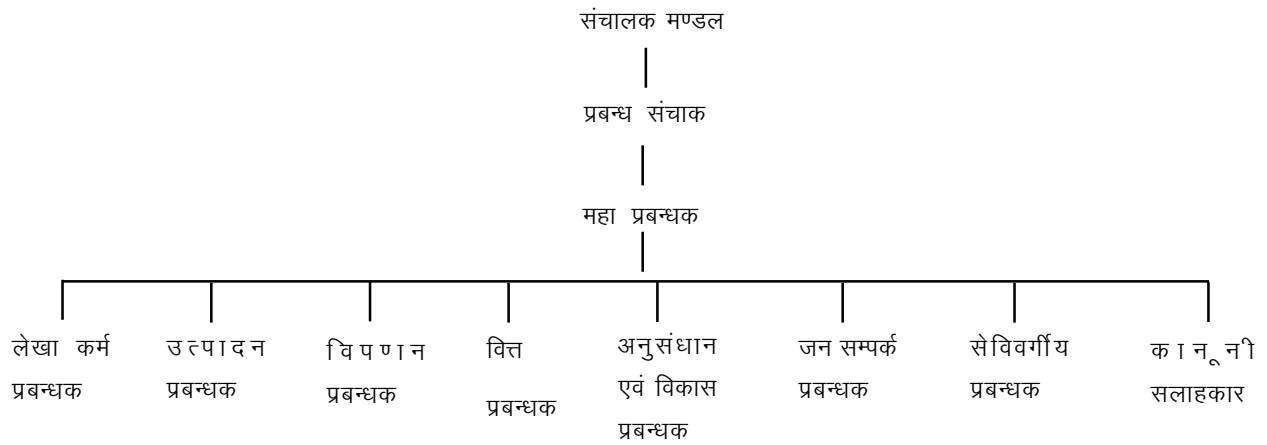 संचालक मण्डल
प्रबन्ध संचाक
महा प्रबन्धक
लेखा कर्म
प्रबन्धक
उत्पादन
प्रबन्धक
विपणन
प्रबन्धक
वित्त
प्रबन्धक
अनुसंधान
एवं विकास
प्रबन्धक
जन सम्पर्क
प्रबन्धक
सेविवर्गीय
प्रबन्धक
कानूनी
सलाहकार